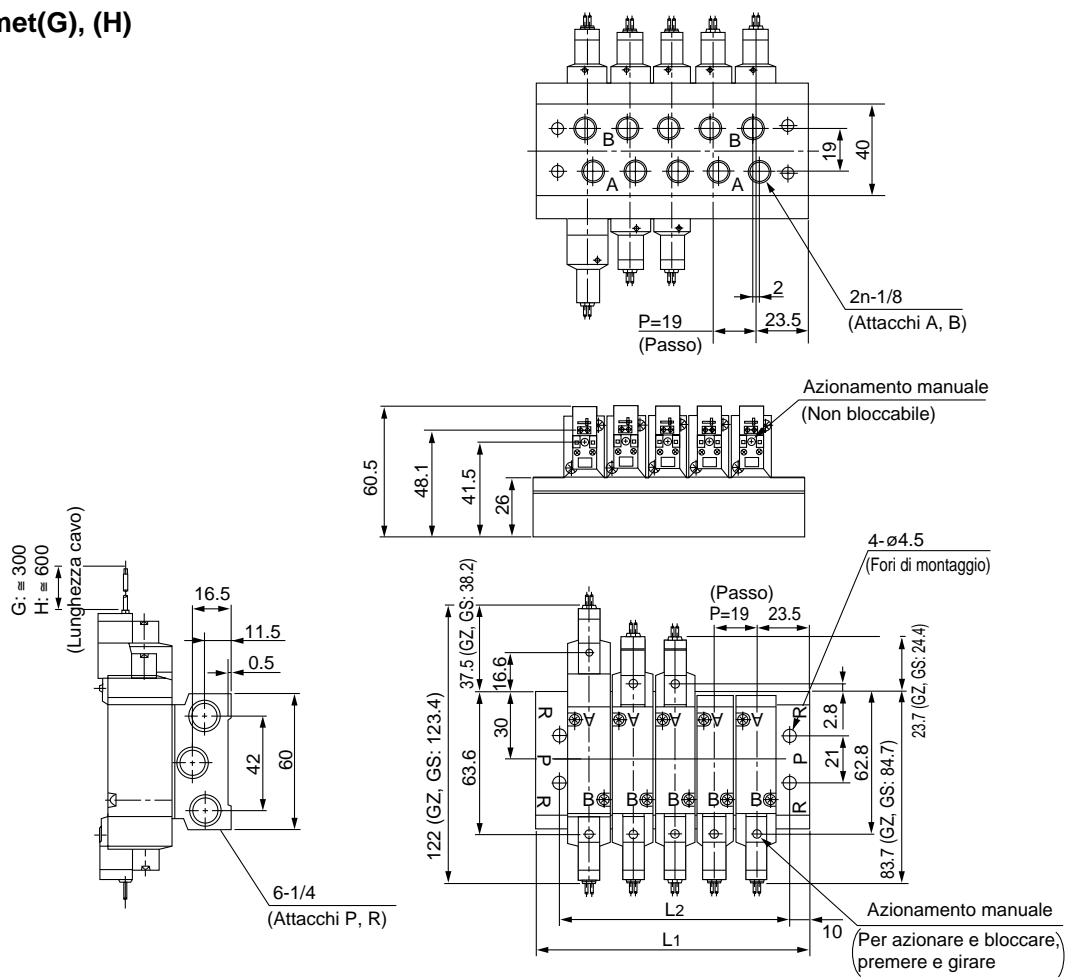 met(G), (H)
B
B
A
A
19
40
2
P=19
(Passo)
23.5
2n-1/8
(Attacchi A, B)
Azionamento manuale
(Non bloccabile)
60.5
48.1
41.5
26
G: ≅ 300
H: ≅ 600
(Lunghezza cavo)
16.5
11.5
0.5
42
60
6-1/4
(Attacchi P, R)
4-ø4.5
(Fori di montaggio)
(Passo)
P=19
23.5
122 (GZ, GS: 123.4)
37.5 (GZ, GS: 38.2)
16.6
30
63.6
R
P
R
A
A
A
A
A
B
B
B
B
B
R
P
R
2.8
21
62.8
83.7 (GZ, GS: 84.7)
23.7 (GZ, GS: 24.4)
L2
L1
10
Azionamento manuale
(Per azionare e bloccare,
premere e girare)